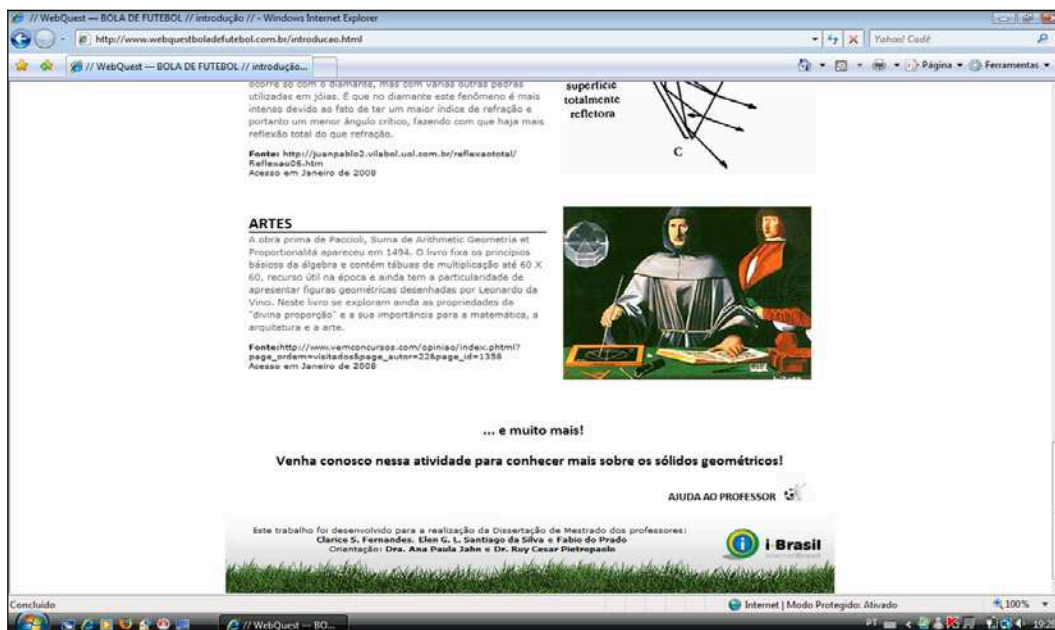 // WebQuest — BOLA DE FUTEBOL // introdução // - Windows Internet Explorer
http://www.webquestboladefutebol.com.br/introducao.html
Yahoo! Cadê
// WebQuest — BOLA DE FUTEBOL // introdução...
Página
Ferramentas
ocorre só com o diamante, mas com várias outras pedras
utilizadas em jóias. É que no diamante este fenômeno é mais
intenso devido ao fato de ter um maior índice de refração e
portanto um menor ângulo crítico, fazendo com que haja mais
reflexão total do que refração.
superfície
totalmente
refletora
C
Fonte: http://juanpablo2.vilabol.uol.com.br/reflexaototal/
Reflexau06.htm
Acesso em Janeiro de 2008
ARTES
A obra prima de Paccioli, Suma de Arithmetic Geometria et
Proportionalitá apareceu em 1494. O livro fixa os princípios
básicos da álgebra e contém tábuas de multiplicação até 60 X
60, recurso útil na época e ainda tem a particularidade de
apresentar figuras geométricas desenhadas por Leonardo da
Vinci. Neste livro se exploram ainda as propriedades da
"divina proporção" e a sua importância para a matemática, a
arquitetura e a arte.
Fonte:http://www.vemconcursos.com/opiniao/index.phtml?
page_ordem=visitados&page_autor=22&page_id=1358
Acesso em Janeiro de 2008
... e muito mais!
Venha conosco nessa atividade para conhecer mais sobre os sólidos geométricos!
AJUDA AO PROFESSOR
Este trabalho foi desenvolvido para a realização da Dissertação de Mestrado dos professores:
Clarice S. Fernandes, Elen G. L. Santiago da Silva e Fabio do Prado
Orientação: Dra. Ana Paula Jahn e Dr. Ruy Cesar Pietropaolo
i-Brasil
Concluído
Internet | Modo Protegido: Ativado
100%
// WebQuest — BO...
PT
19:28